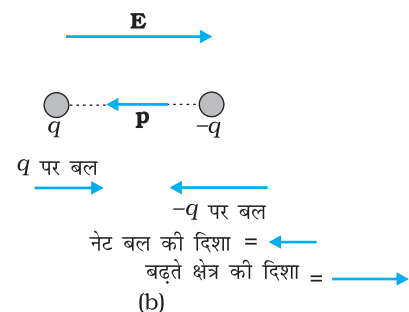 E
q
p
–q
q पर बल
–q पर बल
नेट बल की दिशा =
बढ़ते क्षेत्र की दिशा =
(b)